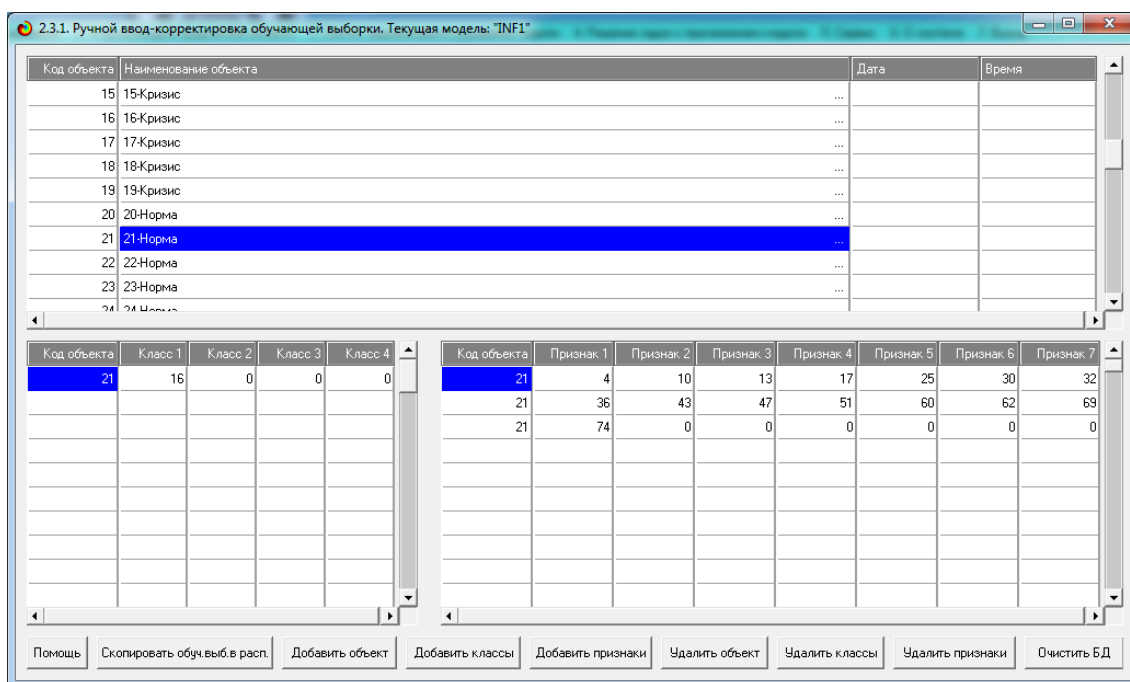 2.3.1. Ручной ввод-корректировка обучающей выборки. Текущая модель: "INF1"
Код объекта Наименование объекта Дата Время
15 15-Кризис ...
16 16-Кризис ...
17 17-Кризис ...
18 18-Кризис ...
19 19-Кризис ...
20 20-Норма ...
21 21-Норма ...
22 22-Норма ...
23 23-Норма ...
24 24-Норма
Код объекта Класс 1 Класс 2 Класс 3 Класс 4
21 16 0 0 0
Код объекта Признак 1 Признак 2 Признак 3 Признак 4 Признак 5 Признак 6 Признак 7
21 4 10 13 17 25 30 32
21 36 43 47 51 60 62 69
21 74 0 0 0 0 0 0
Помощь Скопировать обуч.выб.в расп. Добавить объект Добавить классы Добавить признаки Удалить объект Удалить классы Удалить признаки Очистить БД